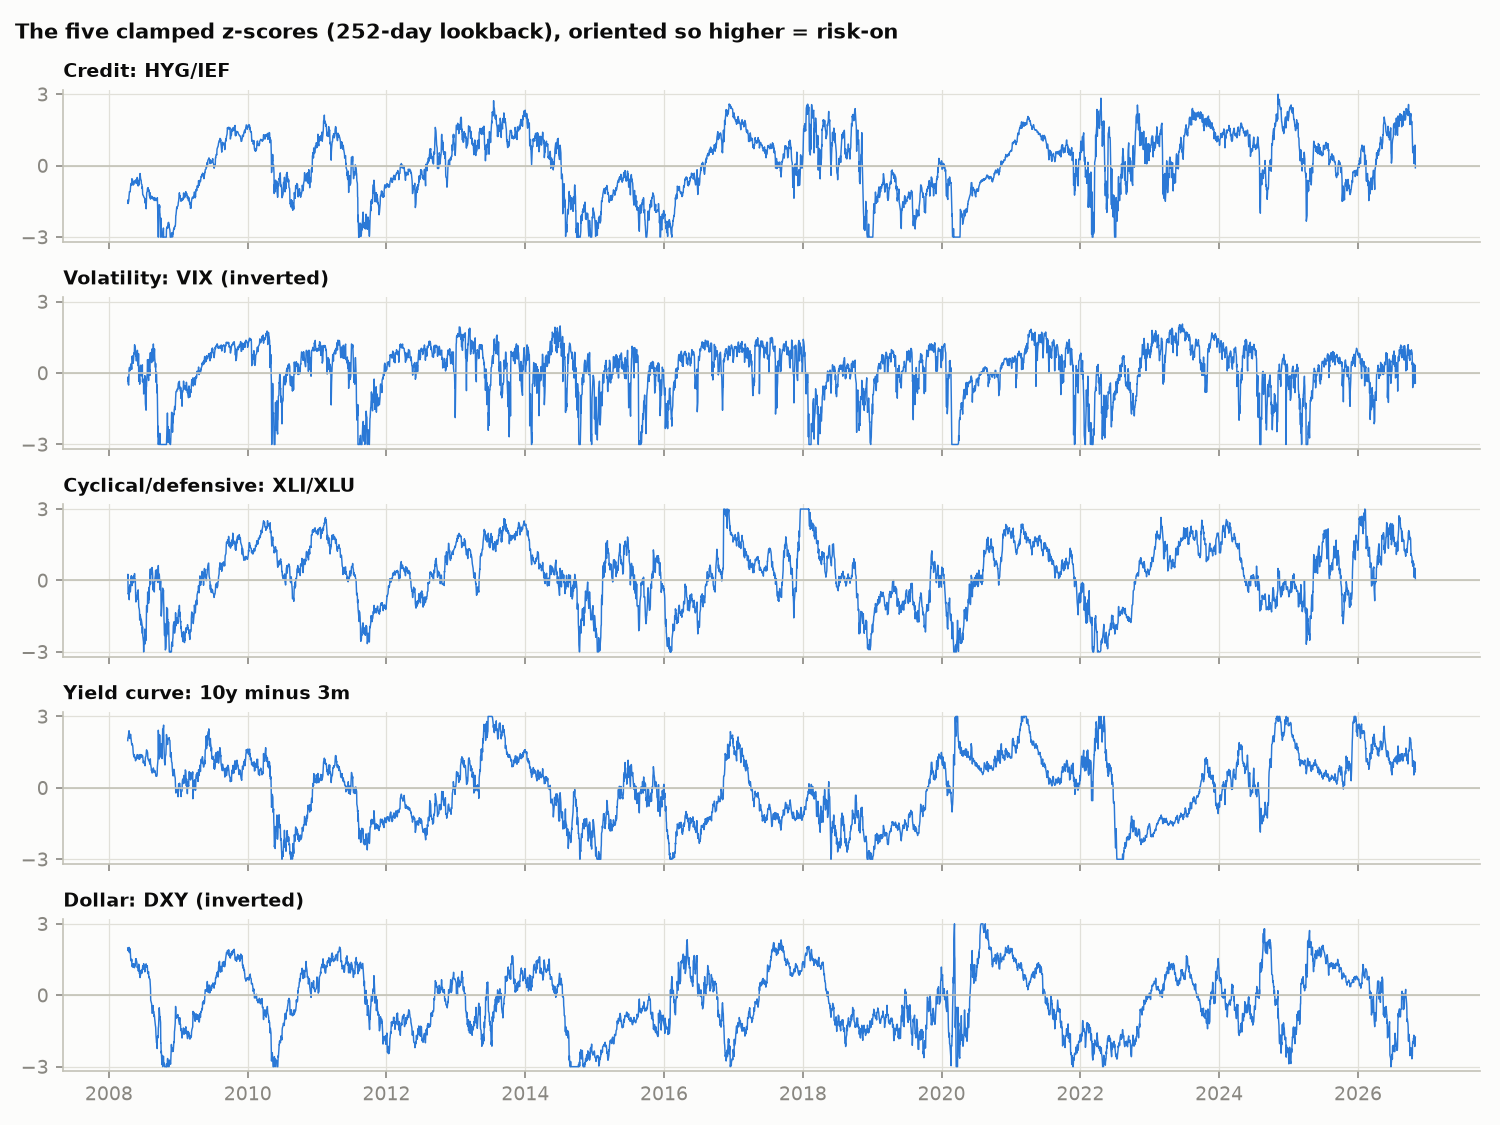 The five clamped z-scores (252-day lookback), oriented so higher = risk-on
Credit: HYG/IEF
3
0
−3
Volatility: VIX (inverted)
3
0
−3
Cyclical/defensive: XLI/XLU
3
0
−3
Yield curve: 10y minus 3m
3
0
−3
Dollar: DXY (inverted)
3
0
−3
2008 2010 2012 2014 2016 2018 2020 2022 2024 2026